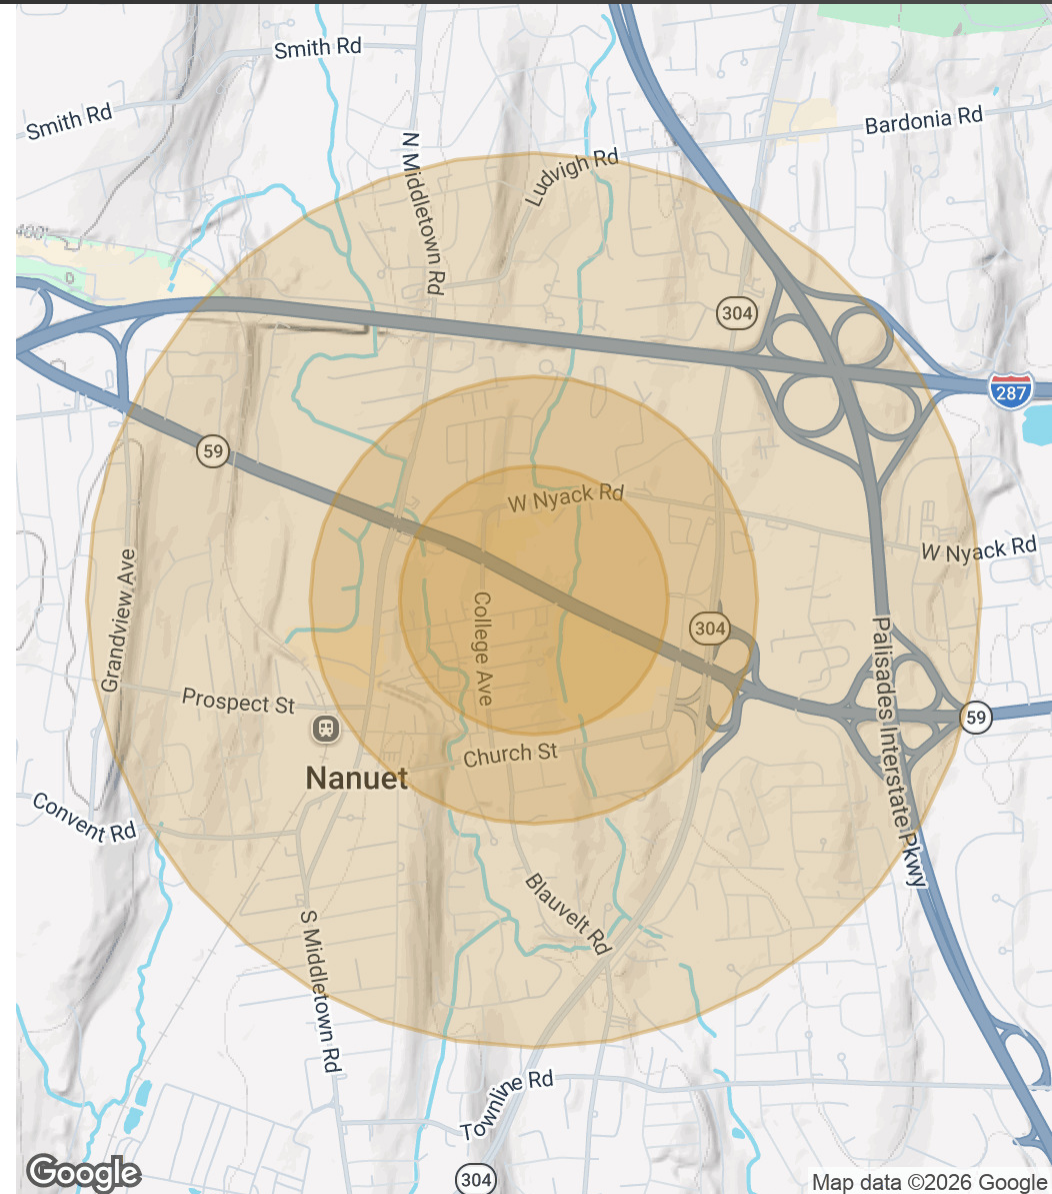 Smith Rd
Smith Rd
Bardonia Rd
N Middletown Rd
Ludvigh Rd
400'
304
287
59
W Nyack Rd
W Nyack Rd
Grandview Ave
College Ave
304
Palisades Interstate Pkwy
Prospect St
59
Church St
Nanuet
Convent Rd
Blauvelt Rd
S Middletown Rd
Townline Rd
304
Google
Map data ©2026 Google